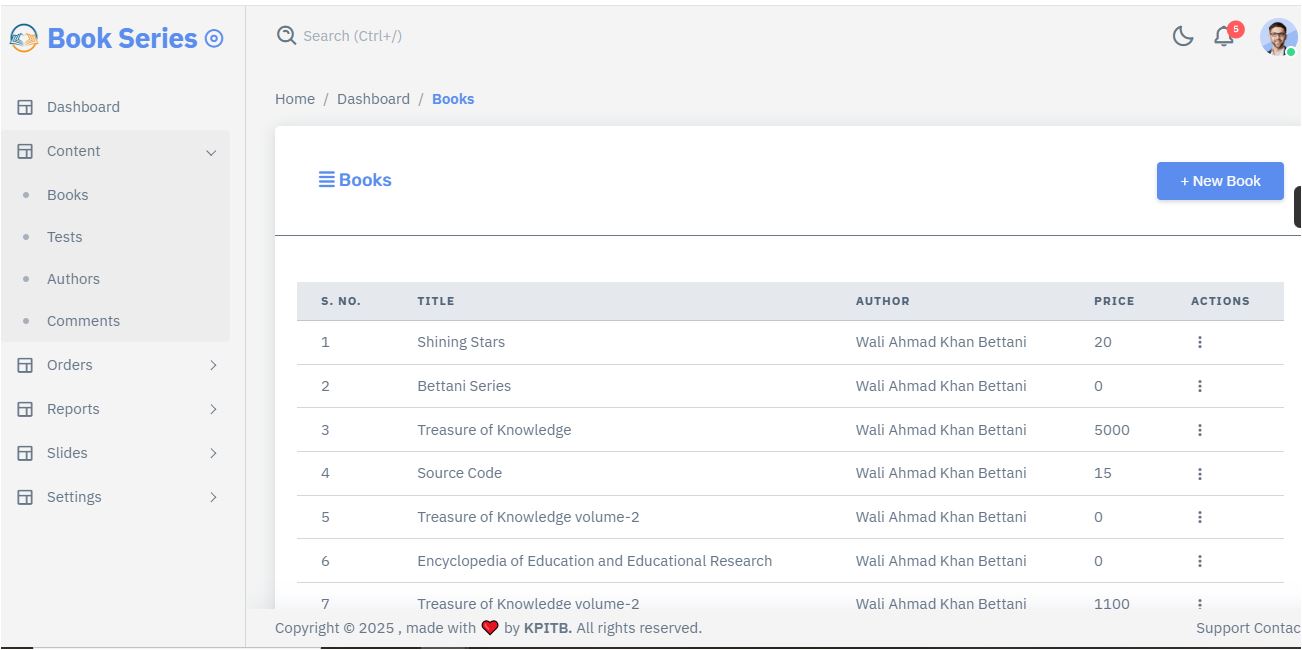 Book Series
Search (Ctrl+/)
5
Dashboard
Content
Books
Tests
Authors
Comments
Orders
Reports
Slides
Settings
Home / Dashboard / Books
Books
+ New Book
S. NO. TITLE AUTHOR PRICE ACTIONS
1 Shining Stars Wali Ahmad Khan Bettani 20
2 Bettani Series Wali Ahmad Khan Bettani 0
3 Treasure of Knowledge Wali Ahmad Khan Bettani 5000
4 Source Code Wali Ahmad Khan Bettani 15
5 Treasure of Knowledge volume-2 Wali Ahmad Khan Bettani 0
6 Encyclopedia of Education and Educational Research Wali Ahmad Khan Bettani 0
7 Treasure of Knowledge volume-2 Wali Ahmad Khan Bettani 1100
Copyright © 2025 , made with ❤ by KPITB. All rights reserved. Support Contac